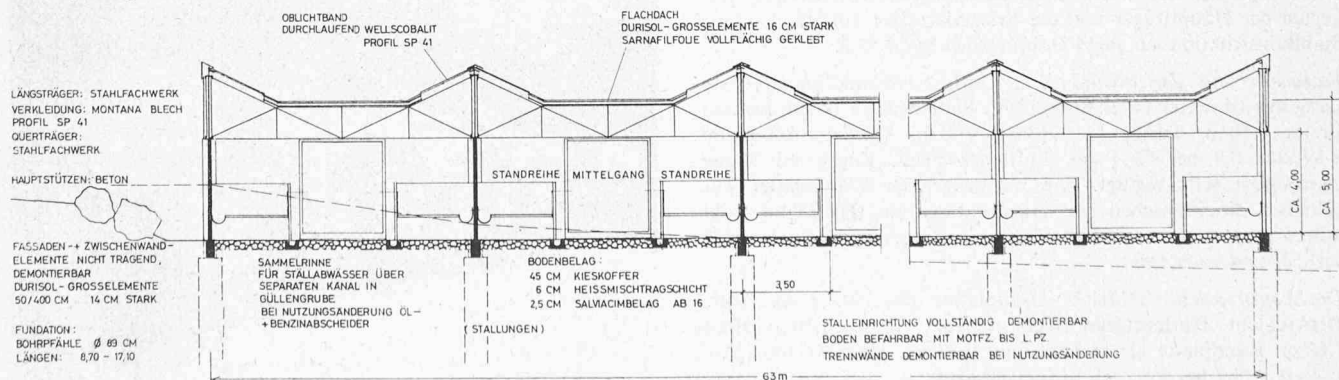 OBLICHTBAND
DURCHLAUFEND WELLSCOBALIT
PROFIL SP 41
FLACHDACH
DURISOL-GROSSELEMENTE 16 CM STARK
SARNAFILFOLIE VOLLFLÄCHIG GEKLEBT
LÄNGSTRÄGER: STAHLFACHWERK
VERKLEIDUNG: MONTANA BLECH
PROFIL SP 41
QUERTRÄGER:
STAHLFACHWERK
HAUPTSTÜTZEN: BETON
STANDREIHE MITTELGANG STANDREIHE
CA. 4,00
CA. 5,00
FASSADEN-+ ZWISCHENWAND-
ELEMENTE NICHT TRAGEND,
DEMONTIERBAR
DURISOL-GROSSELEMENTE
50/400 CM 14 CM STARK
FUNDATION:
BOHRPFÄHLE Ø 89 CM
LÄNGEN: 8,70 - 17,10
SAMMELRINNE
FÜR STÄLLABWÄSSER ÜBER
SEPARATEN KANAL IN
GÜLLENGRUBE
BEI NUTZUNGSÄNDERUNG ÖL-
+ BENZINABSCHEIDER
(STALLUNGEN)
BODENBELAG:
45 CM KIESKOFFER
6 CM HEISSMISCHTRAGSCHICHT
2,5 CM SALVIACIMBELAG AB 16
3,50
STALLEINRICHTUNG VOLLSTÄNDIG DEMONTIERBAR
BODEN BEFAHRBAR MIT MOTFZ. BIS L.PZ.
TRENNWÄNDE DEMONTIERBAR BEI NUTZUNGSÄNDERUNG
63 m